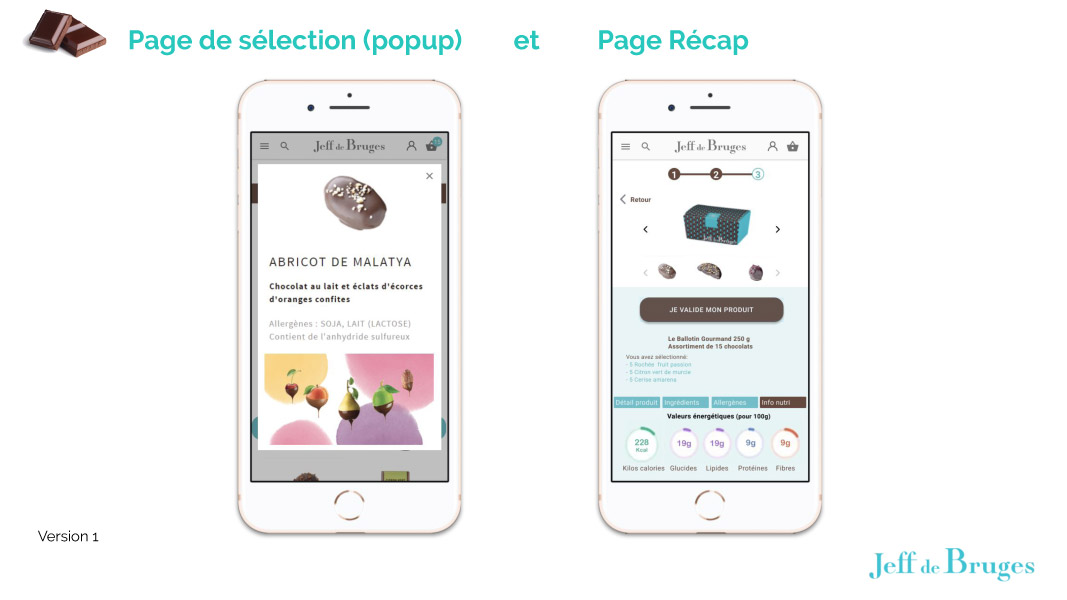 Page de sélection (popup) et Page Récap
Jeff de Bruges
ABRICOT DE MALATYA
Chocolat au lait et éclats d'écorces
d'oranges confites
Allergènes : SOJA, LAIT (LACTOSE)
Contient de l'anhydride sulfureux
Jeff de Bruges
1 2 3
Retour
Jeff de Bruges
JE VALIDE MON PRODUIT
Le Ballotin Gourmand 250 g
Assortiment de 15 chocolats
Vous avez sélectionné:
- 5 Rochee fruit passion
- 5 Citron vert de murcie
- 5 Cerise amarena
Détail produit Ingrédients Allergènes Info nutri
Valeurs énergétiques (pour 100g)
228 Kcal 19g 19g 9g 9g
Kilos calories Glucides Lipides Protéines Fibres
Version 1
Jeff de Bruges